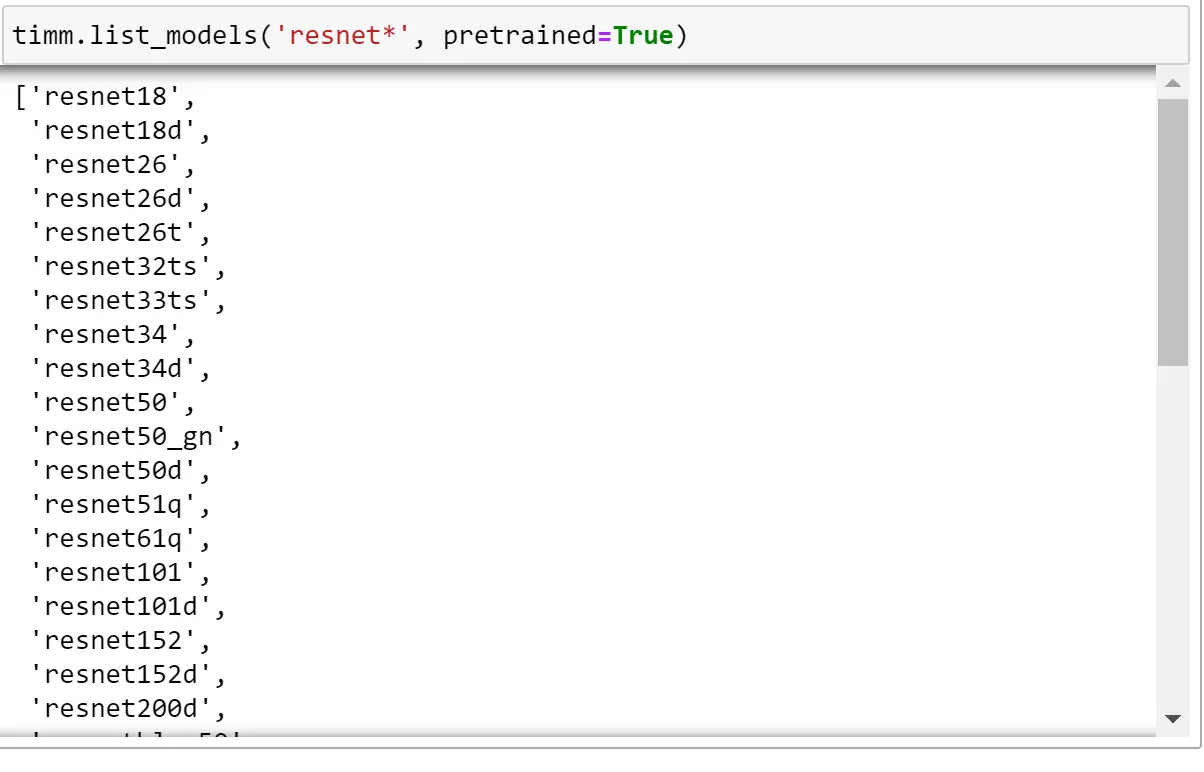 timm.list_models('resnet*', pretrained=True)
['resnet18',
'resnet18d',
'resnet26',
'resnet26d',
'resnet26t',
'resnet32ts',
'resnet33ts',
'resnet34',
'resnet34d',
'resnet50',
'resnet50_gn',
'resnet50d',
'resnet51q',
'resnet61q',
'resnet101',
'resnet101d',
'resnet152',
'resnet152d',
'resnet200d',